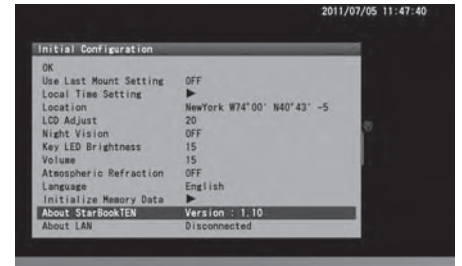 2011/07/05 11:47:40
Initial Configuration
OK
Use Last Mount Setting OFF
Local Time Setting ▶
Location NewYork W74°00' N40°43' -5
LCD Adjust 20
Night Vision OFF
Key LED Brightness 15
Volume 15
Atmospheric Refraction OFF
Language English
Initialize Memory Data ▶
About StarBookTEN Version : 1.10
About LAN Disconnected